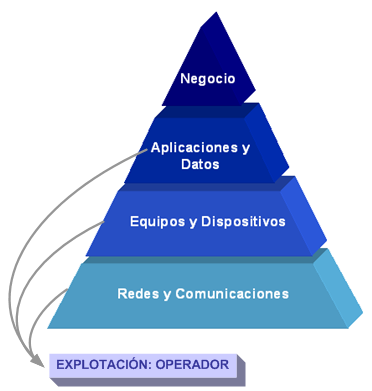 Negocio
Aplicaciones y
Datos
Equipos y Dispositivos
Redes y Comunicaciones
EXPLOTACIÓN: OPERADOR